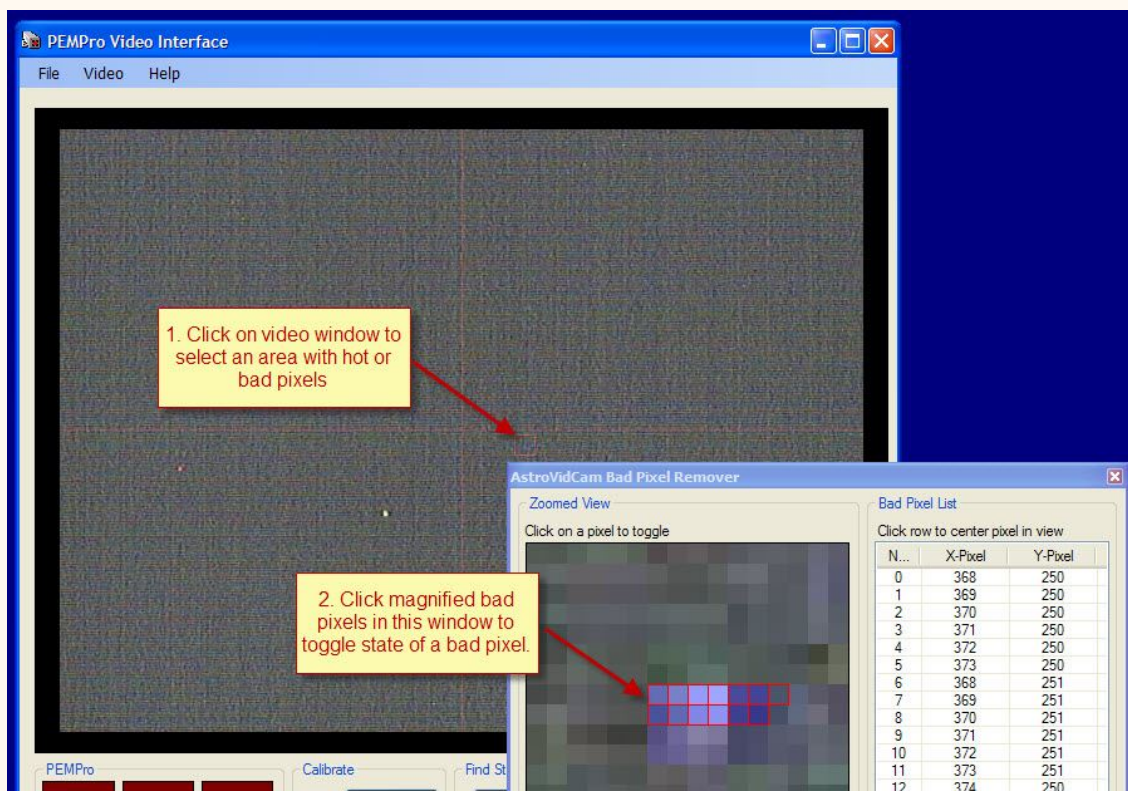 PEMPro Video Interface
File Video Help
1. Click on video window to
select an area with hot or
bad pixels
AstroVidCam Bad Pixel Remover
Zoomed View
Bad Pixel List
Click on a pixel to toggle
Click row to center pixel in view
N... X-Pixel Y-Pixel
0 368 250
1 369 250
2 370 250
3 371 250
4 372 250
5 373 250
6 368 251
7 369 251
8 370 251
9 371 251
10 372 251
11 373 251
12 374 250
2. Click magnified bad
pixels in this window to
toggle state of a bad pixel.
PEMPro
Calibrate
Find St